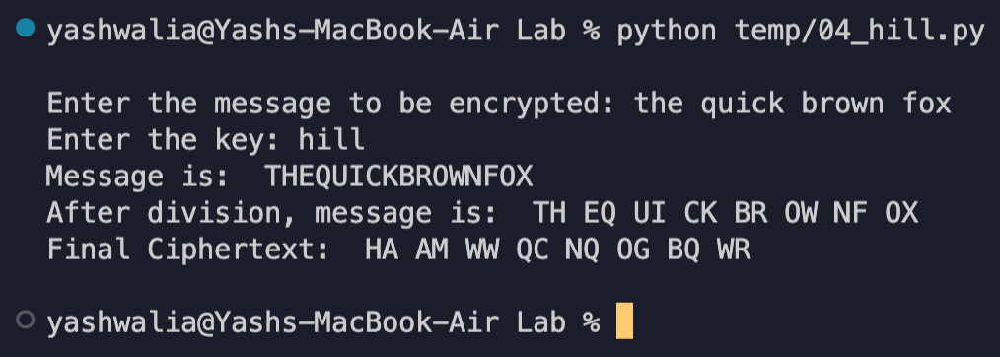 yashwalia@Yashs-MacBook-Air Lab % python temp/04_hill.py
Enter the message to be encrypted: the quick brown fox
Enter the key: hill
Message is:  THEQUICKBROWNFOX
After division, message is:  TH EQ UI CK BR OW NF OX
Final Ciphertext:  HA AM WW QC NQ OG BQ WR
yashwalia@Yashs-MacBook-Air Lab %